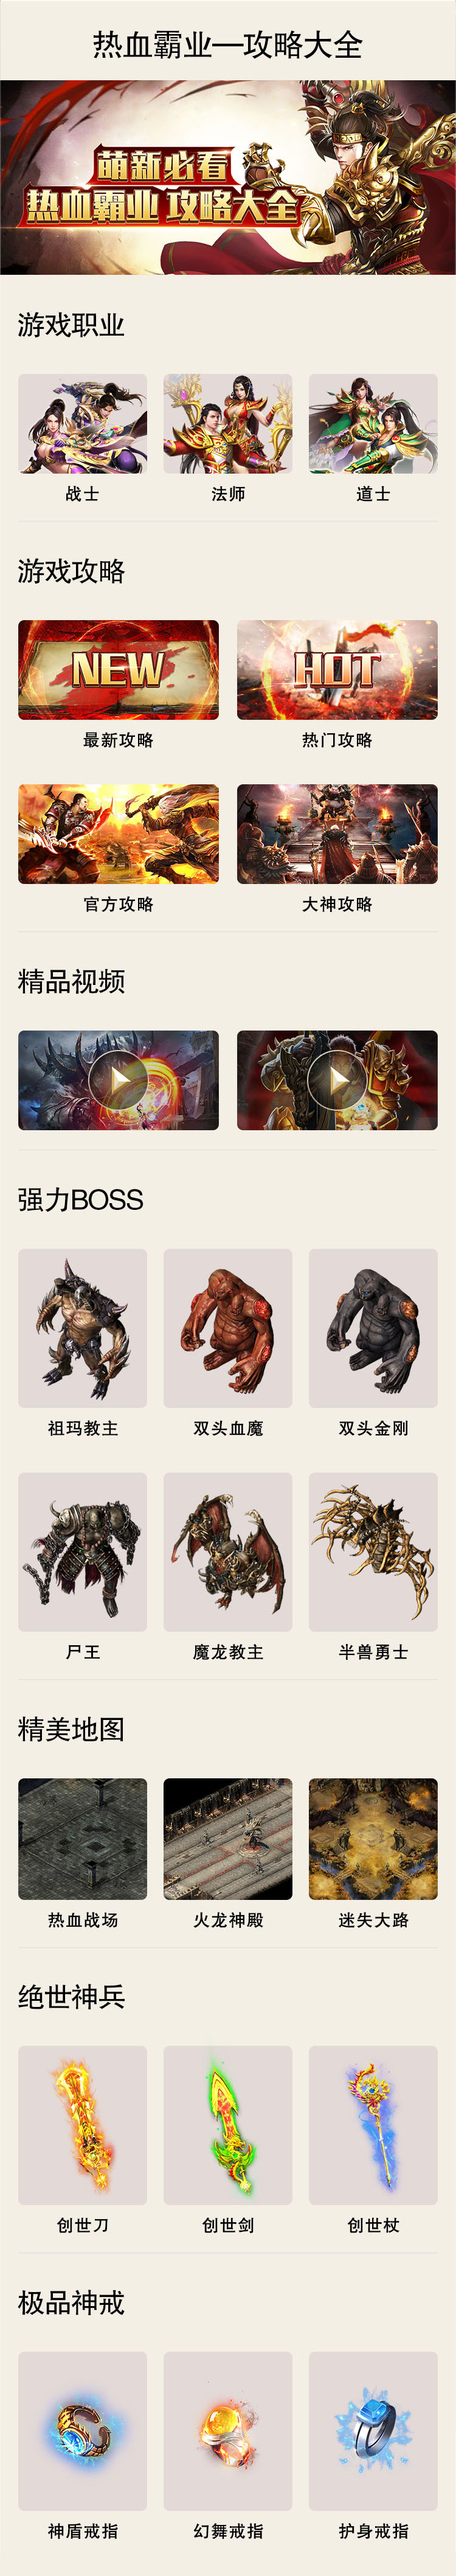 热血霸业—攻略大全
萌新必看
热血霸业 攻略大全
游戏职业
战士
法师
道士
游戏攻略
NEW
HOT
最新攻略
热门攻略
官方攻略
大神攻略
精品视频
强力BOSS
祖玛教主
双头血魔
双头金刚
尸王
魔龙教主
半兽勇士
精美地图
热血战场
火龙神殿
迷失大路
绝世神兵
创世刀
创世剑
创世杖
极品神戒
神盾戒指
幻舞戒指
护身戒指